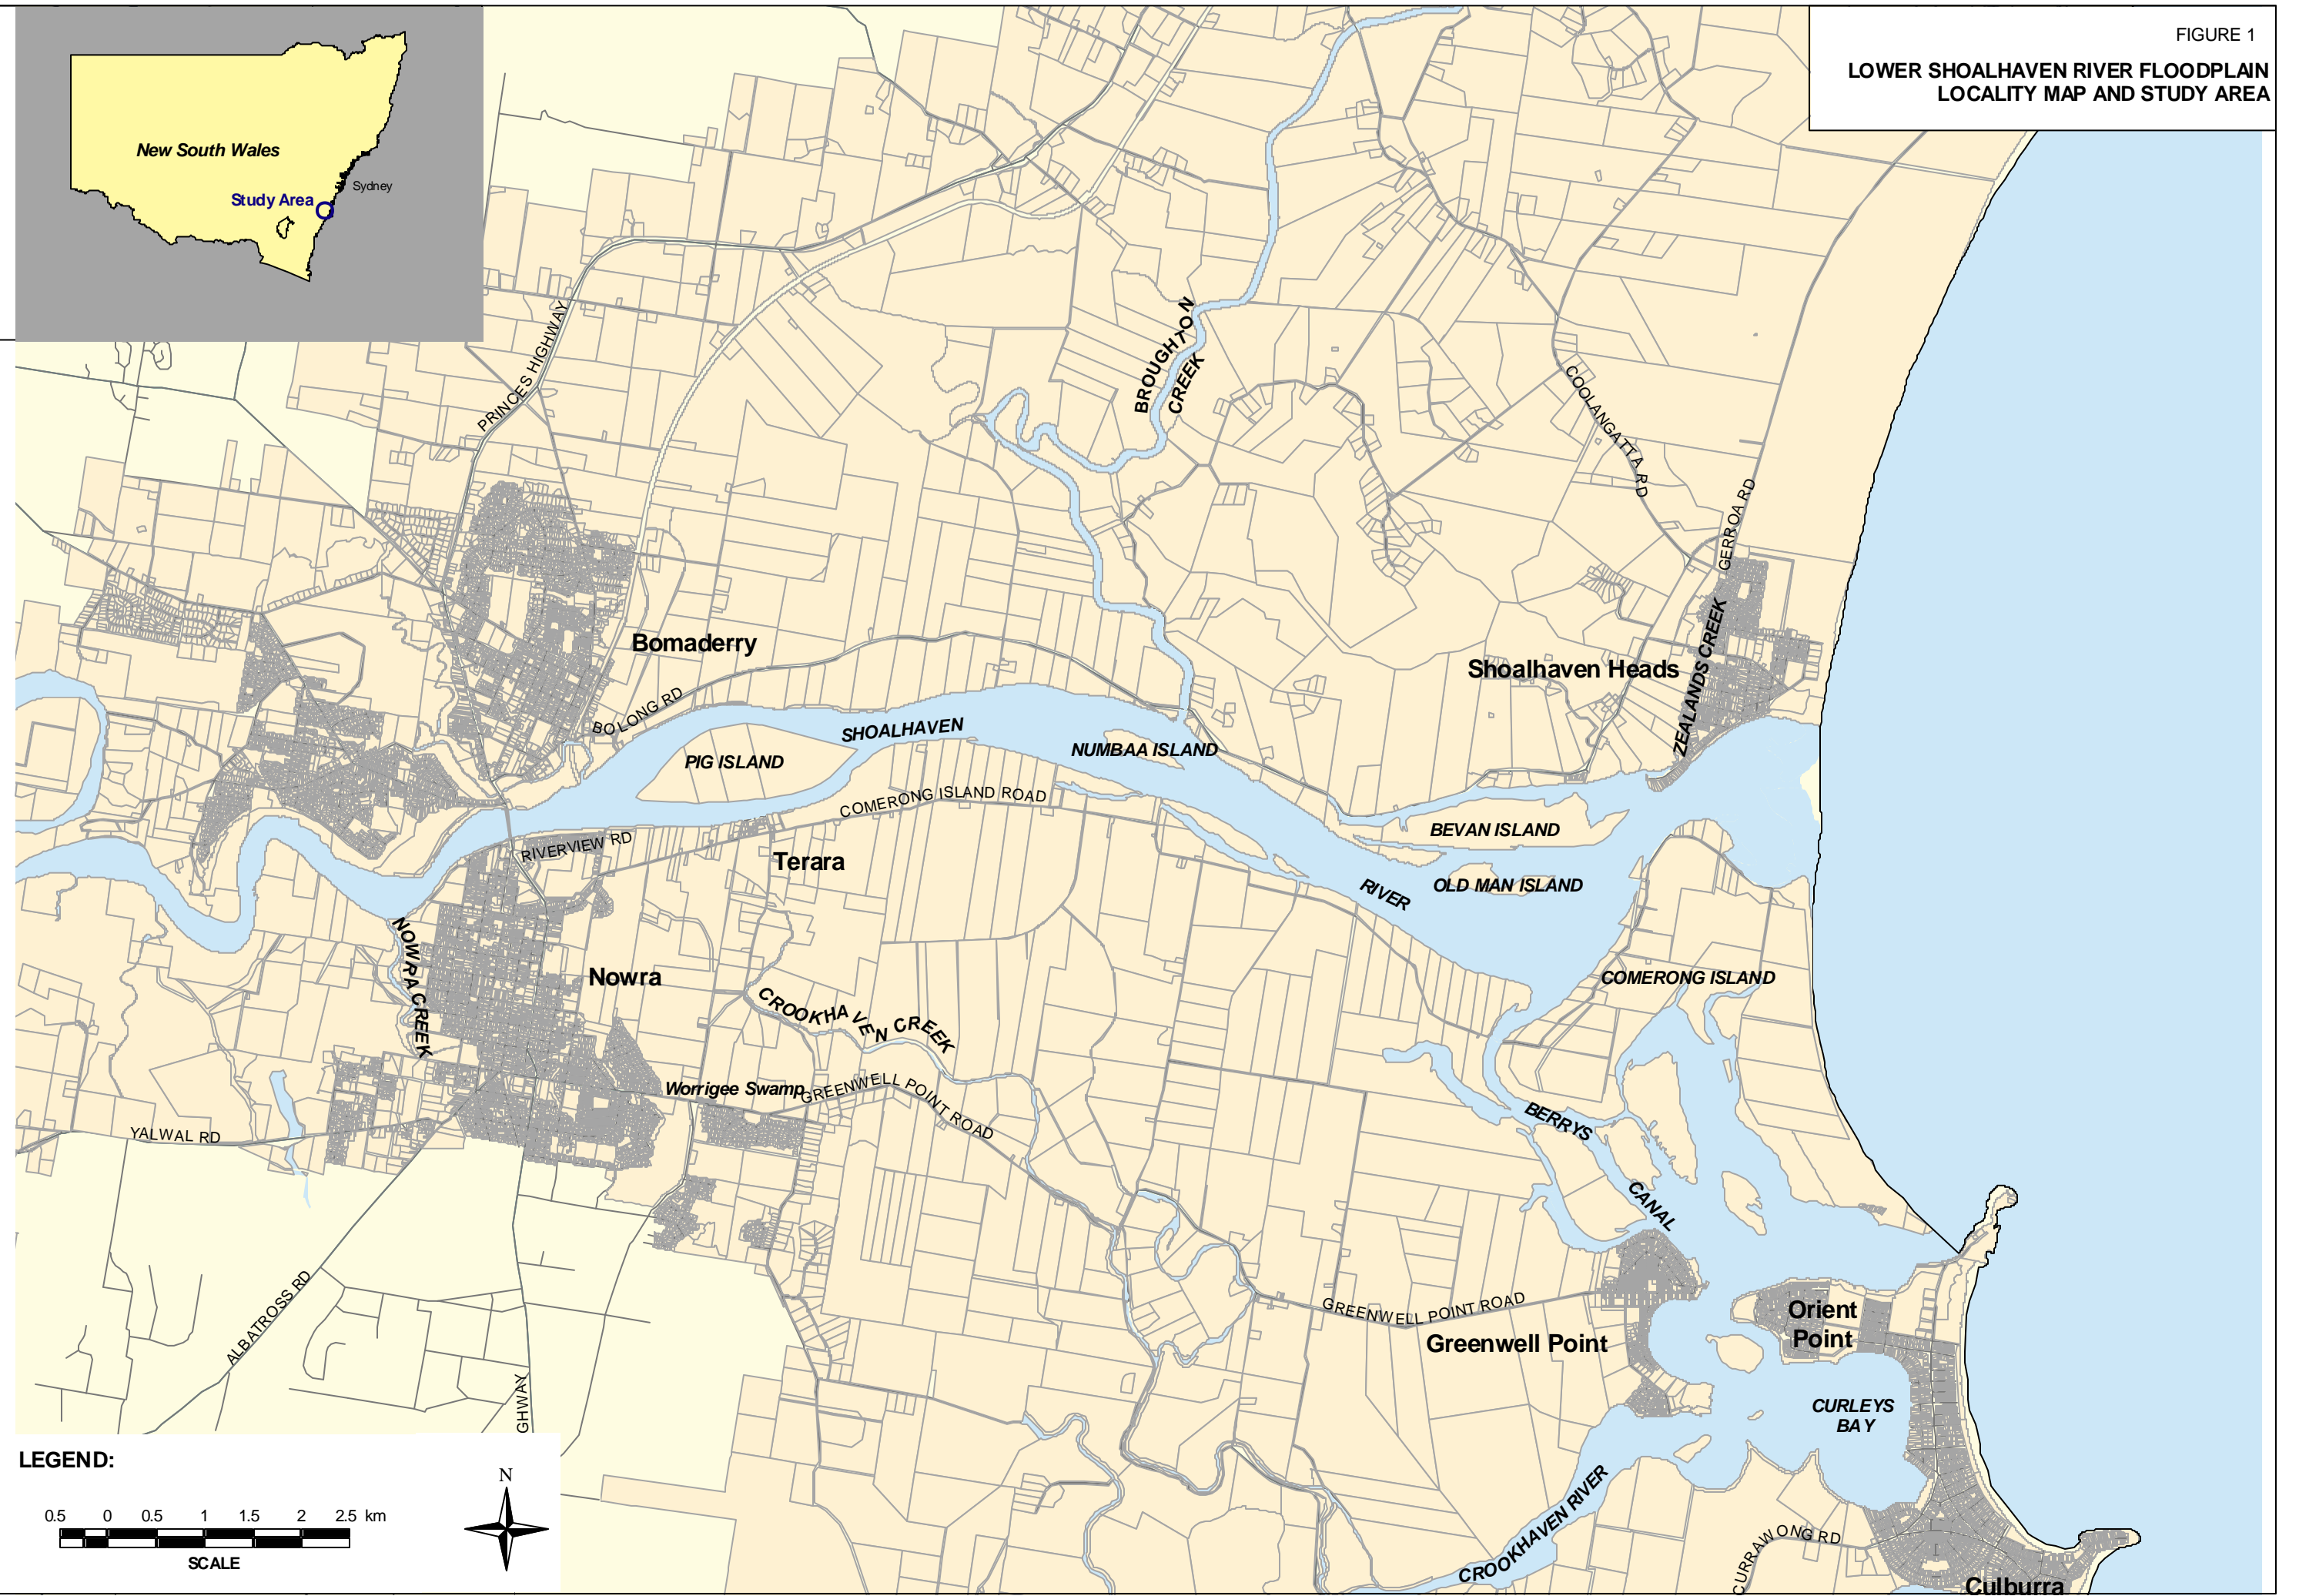 FIGURE 1
LOWER SHOALHAVEN RIVER FLOODPLAIN
LOCALITY MAP AND STUDY AREA
New South Wales
Sydney
Study Area
PRINCES HIGHWAY
BROUGHTON
CREEK
COOLANGATTA RD
GERROA RD
Bomaderry
Shoalhaven Heads
ZEALANDS CREEK
BOLONG RD
SHOALHAVEN
PIG ISLAND
NUMBAA ISLAND
COMERONG ISLAND ROAD
BEVAN ISLAND
RIVERVIEW RD
Terara
RIVER
OLD MAN ISLAND
NOWRA CREEK
Nowra
COMERONG ISLAND
CROOKHAVEN CREEK
Worrigee Swamp
GREENWELL POINT ROAD
BERRYS
CANAL
YALWAL RD
ALBATROSS RD
GREENWELL POINT ROAD
Greenwell Point
Orient
Point
GHWAY
CURLEYS
BAY
CROOKHAVEN RIVER
CURRAWONG RD
Culburra
LEGEND:
N
0.5 0 0.5 1 1.5 2 2.5 km
SCALE